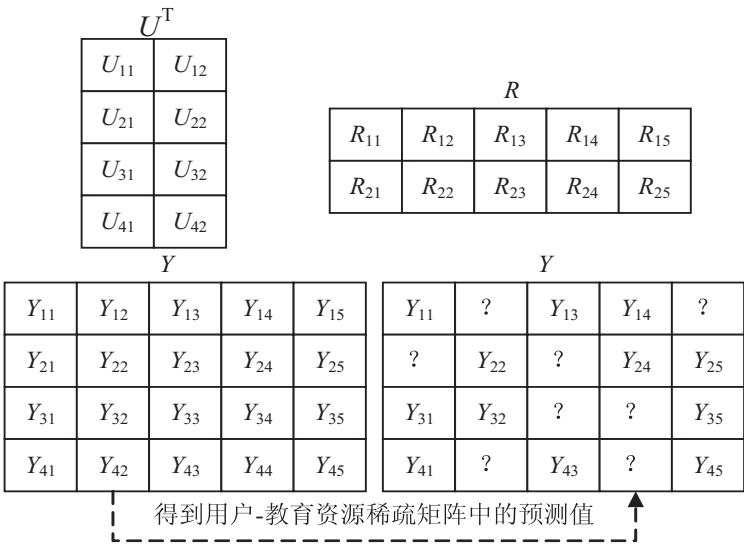 Uᵀ
U₁₁ U₁₂
U₂₁ U₂₂
U₃₁ U₃₂
U₄₁ U₄₂
R
R₁₁ R₁₂ R₁₃ R₁₄ R₁₅
R₂₁ R₂₂ R₂₃ R₂₄ R₂₅
Y
Y₁₁ Y₁₂ Y₁₃ Y₁₄ Y₁₅
Y₂₁ Y₂₂ Y₂₃ Y₂₄ Y₂₅
Y₃₁ Y₃₂ Y₃₃ Y₃₄ Y₃₅
Y₄₁ Y₄₂ Y₄₃ Y₄₄ Y₄₅
Y
Y₁₁ ? Y₁₃ Y₁₄ ?
? Y₂₂ ? Y₂₄ Y₂₅
Y₃₁ Y₃₂ ? ? Y₃₅
Y₄₁ ? Y₄₃ ? Y₄₅
得到用户-教育资源稀疏矩阵中的预测值